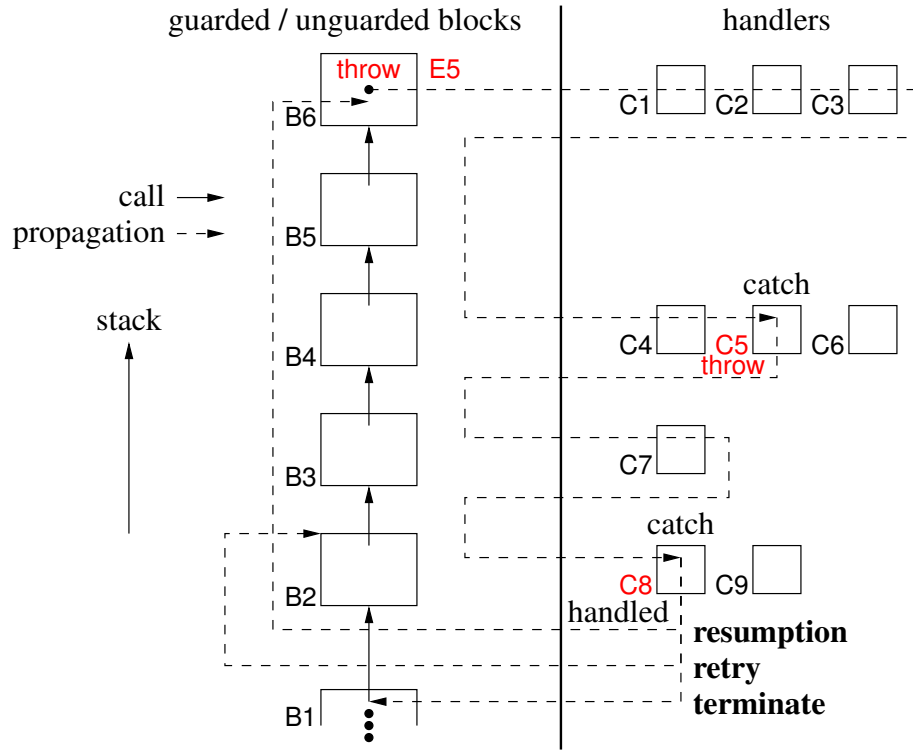 guarded / unguarded blocks
handlers
throw E5
B6
C1 C2 C3
call
propagation
B5
catch
stack
B4
C4 C5 C6
throw
B3
C7
catch
B2
C8 C9
handled
resumption
retry
terminate
B1